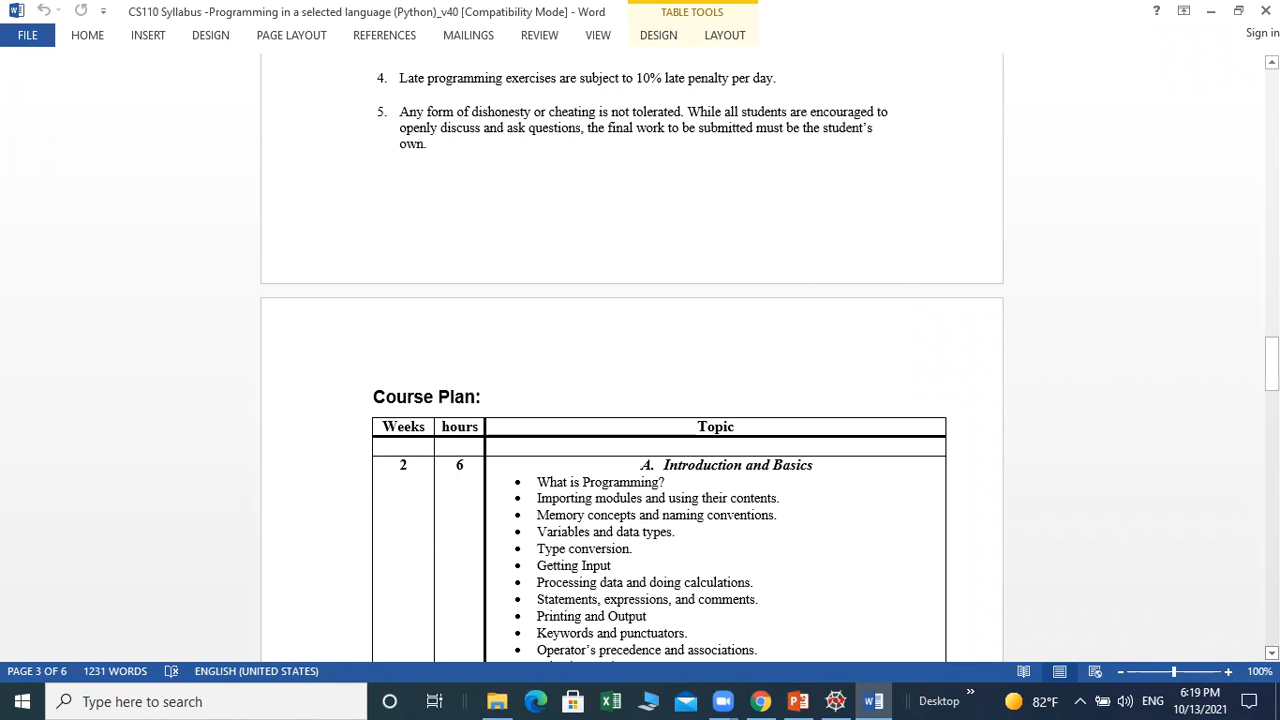 CS110 Syllabus -Programming in a selected language (Python)_v40 [Compatibility Mode] - Word
TABLE TOOLS
?
FILE HOME INSERT DESIGN PAGE LAYOUT REFERENCES MAILINGS REVIEW VIEW DESIGN LAYOUT
Sign in
4. Late programming exercises are subject to 10% late penalty per day.
5. Any form of dishonesty or cheating is not tolerated. While all students are encouraged to
openly discuss and ask questions, the final work to be submitted must be the student’s
own.
Course Plan:
Weeks hours Topic
2 6 A. Introduction and Basics
• What is Programming?
• Importing modules and using their contents.
• Memory concepts and naming conventions.
• Variables and data types.
• Type conversion.
• Getting Input
• Processing data and doing calculations.
• Statements, expressions, and comments.
• Printing and Output
• Keywords and punctuators.
• Operator’s precedence and associations.
PAGE 3 OF 6 1231 WORDS ENGLISH (UNITED STATES) 100%
Type here to search
Desktop
82°F
ENG
6:19 PM
10/13/2021